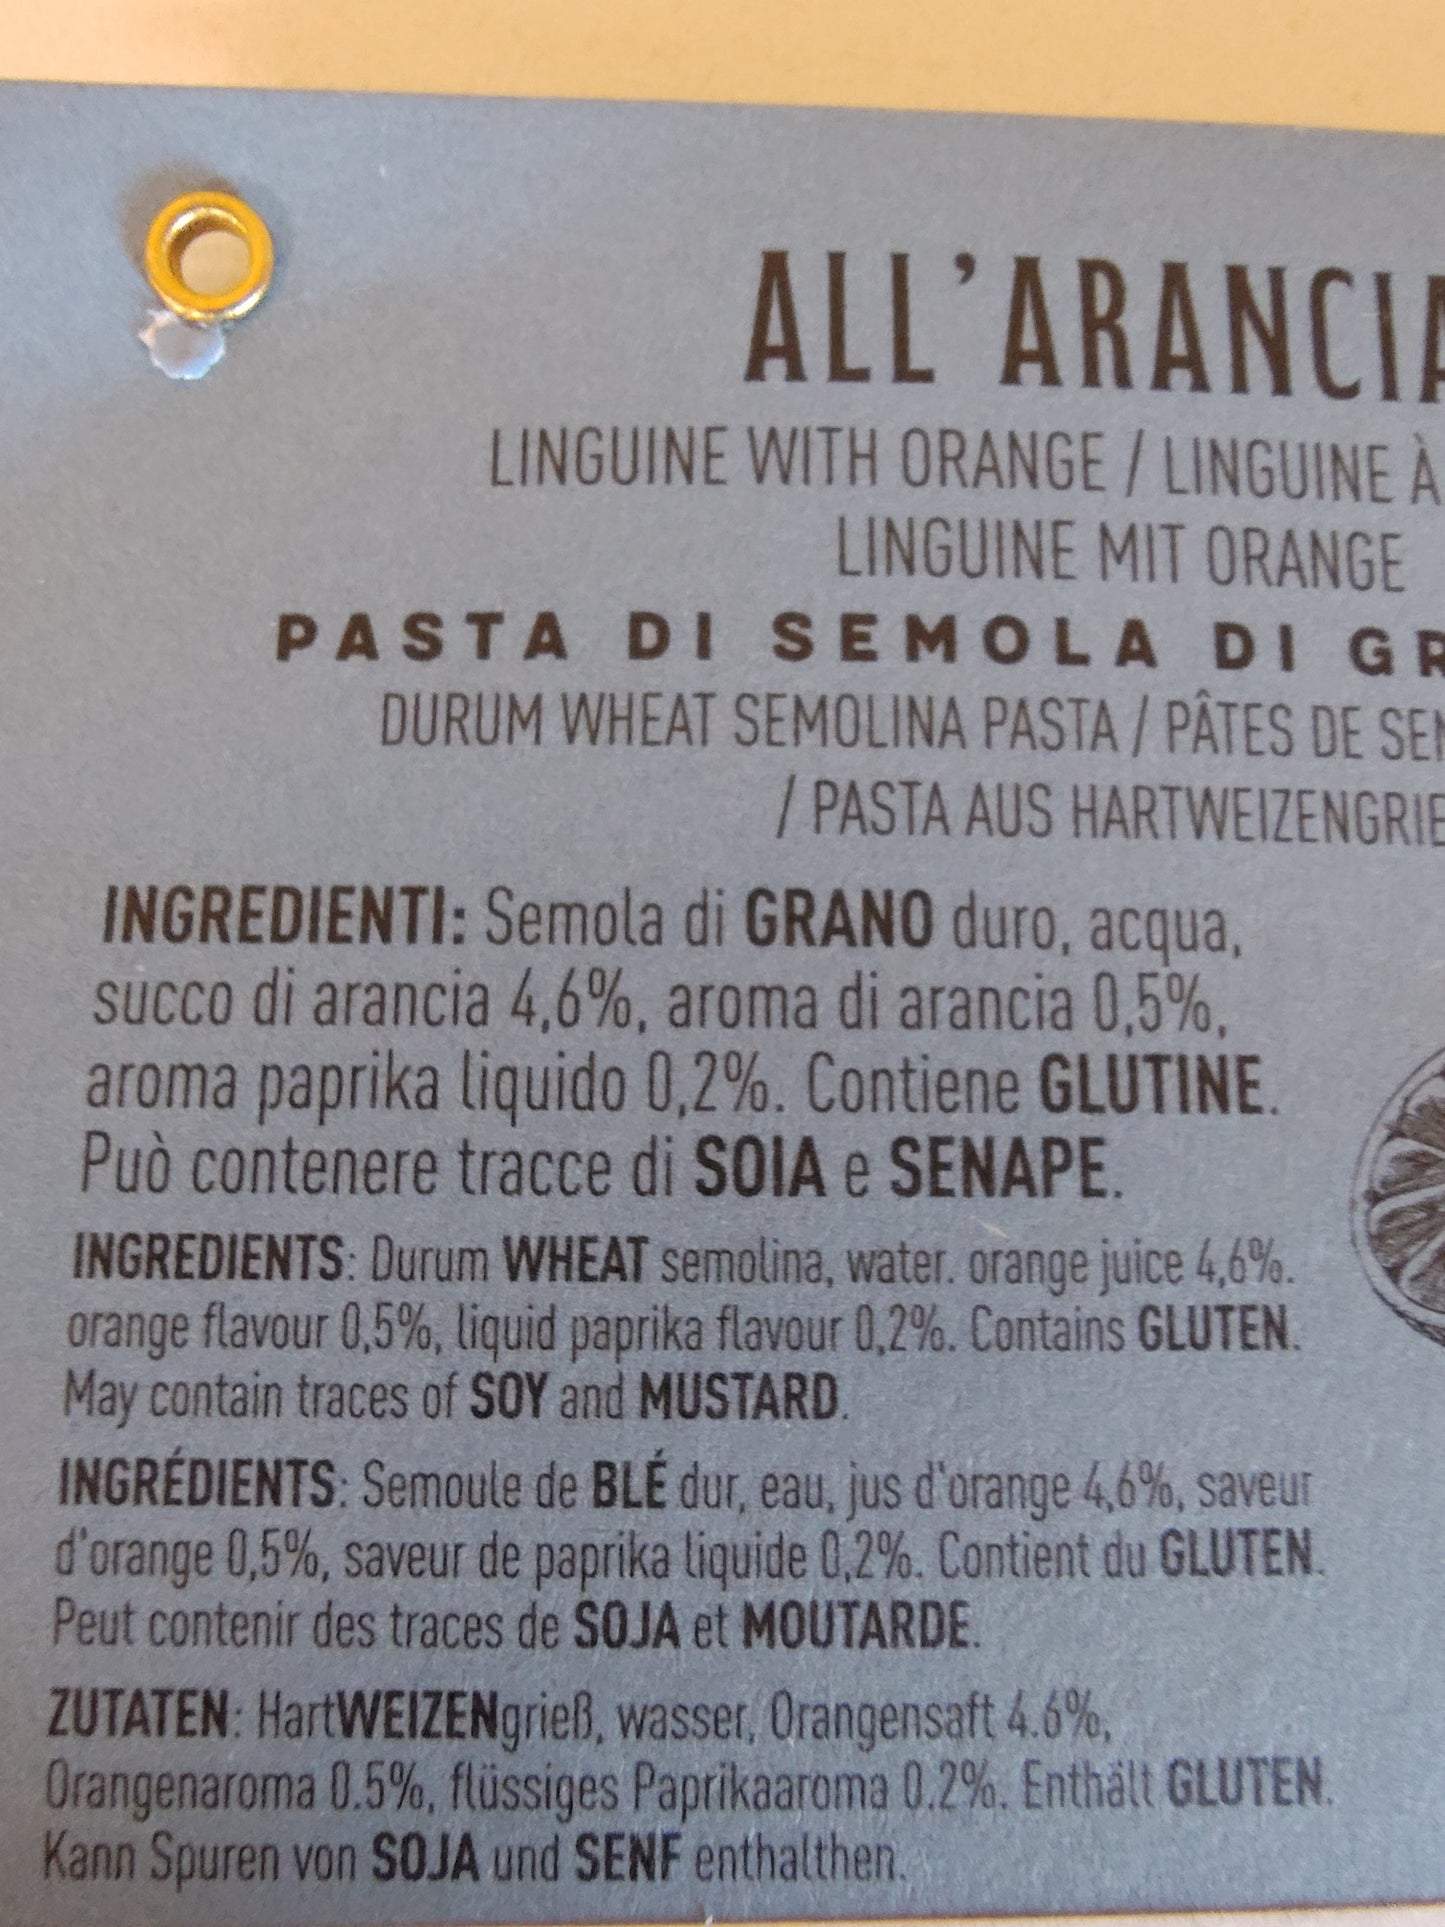 ALL'ARANCIA
LINGUINE WITH ORANGE / LINGUINE À
LINGUINE MIT ORANGE
PASTA DI SEMOLA DI
DURUM WHEAT SEMOLINA PASTA / PÂTES DE
/ PASTA AUS
INGREDIENTI: Semola di GRANO duro, acqua,
succo di arancia 4,6%, aroma di arancia 0,5%,
aroma paprika liquido 0,2%. Contiene GLUTINE.
Può contenere tracce di SOIA e SENAPE.
INGREDIENTS: Durum WHEAT semolina, water. orange juice 4,6%.
orange flavour 0,5%, liquid paprika flavour 0,2%. Contains GLUTEN.
May contain traces of SOY and MUSTARD.
INGRÉDIENTS: Semoule de BLÉ dur, eau, jus d'orange 4,6%, saveur
d'orange 0,5%, saveur de paprika liquide 0,2%. Contient du GLUTEN.
Peut contenir des traces de SOJA et MOUTARDE.
ZUTATEN: HartWEIZENgrieß, wasser, Orangensaft 4.6%,
Orangenaroma 0.5%, flüssiges Paprikaaroma 0.2%. Enthält GLUTEN.
Kann Spuren von SOJA und SENF enthalthen.